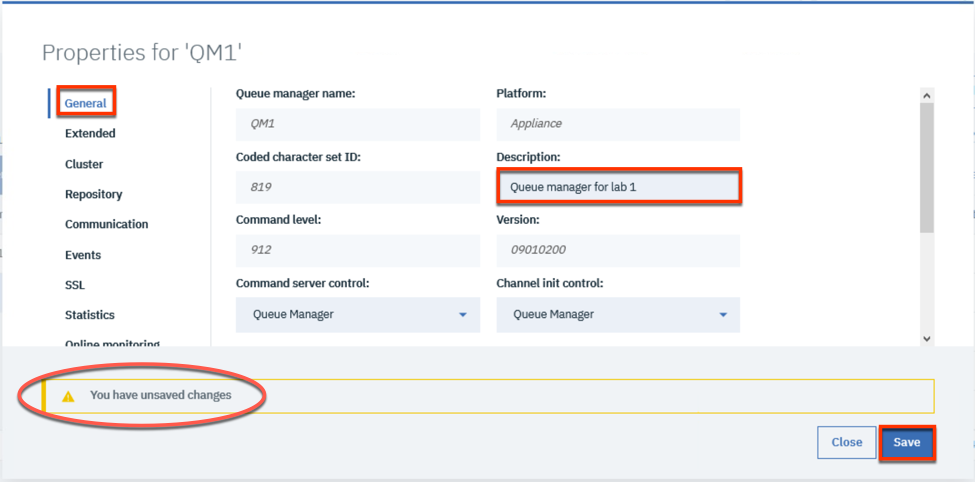 Properties for 'QM1'
General
Extended
Cluster
Repository
Communication
Events
SSL
Statistics
Online monitoring
Queue manager name:
QM1
Platform:
Appliance
Coded character set ID:
819
Description:
Queue manager for lab 1
Command level:
912
Version:
09010200
Command server control:
Queue Manager
Channel init control:
Queue Manager
You have unsaved changes
Close
Save